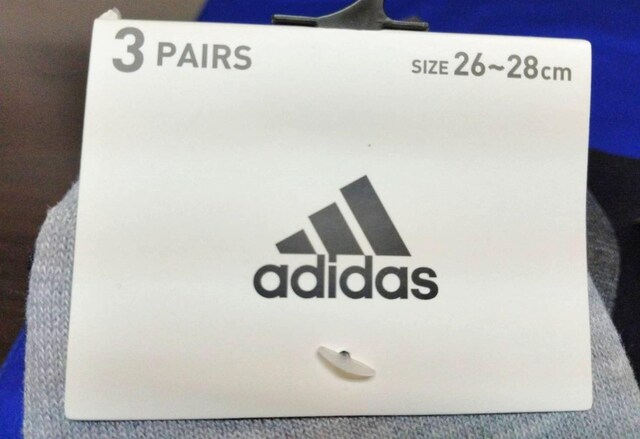 3 PAIRS
SIZE 26~28cm
adidas